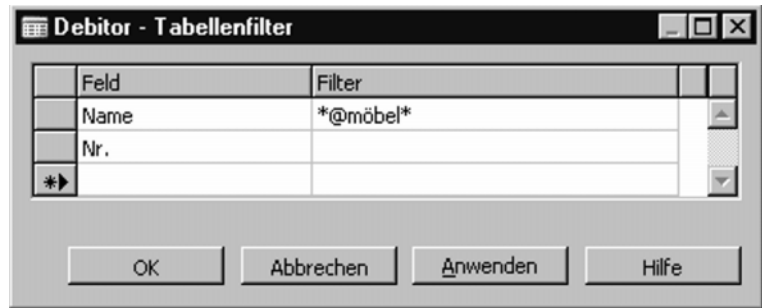 Debitor - Tabellenfilter
Feld Filter
Name *@möbel*
Nr.
OK Abbrechen Anwenden Hilfe